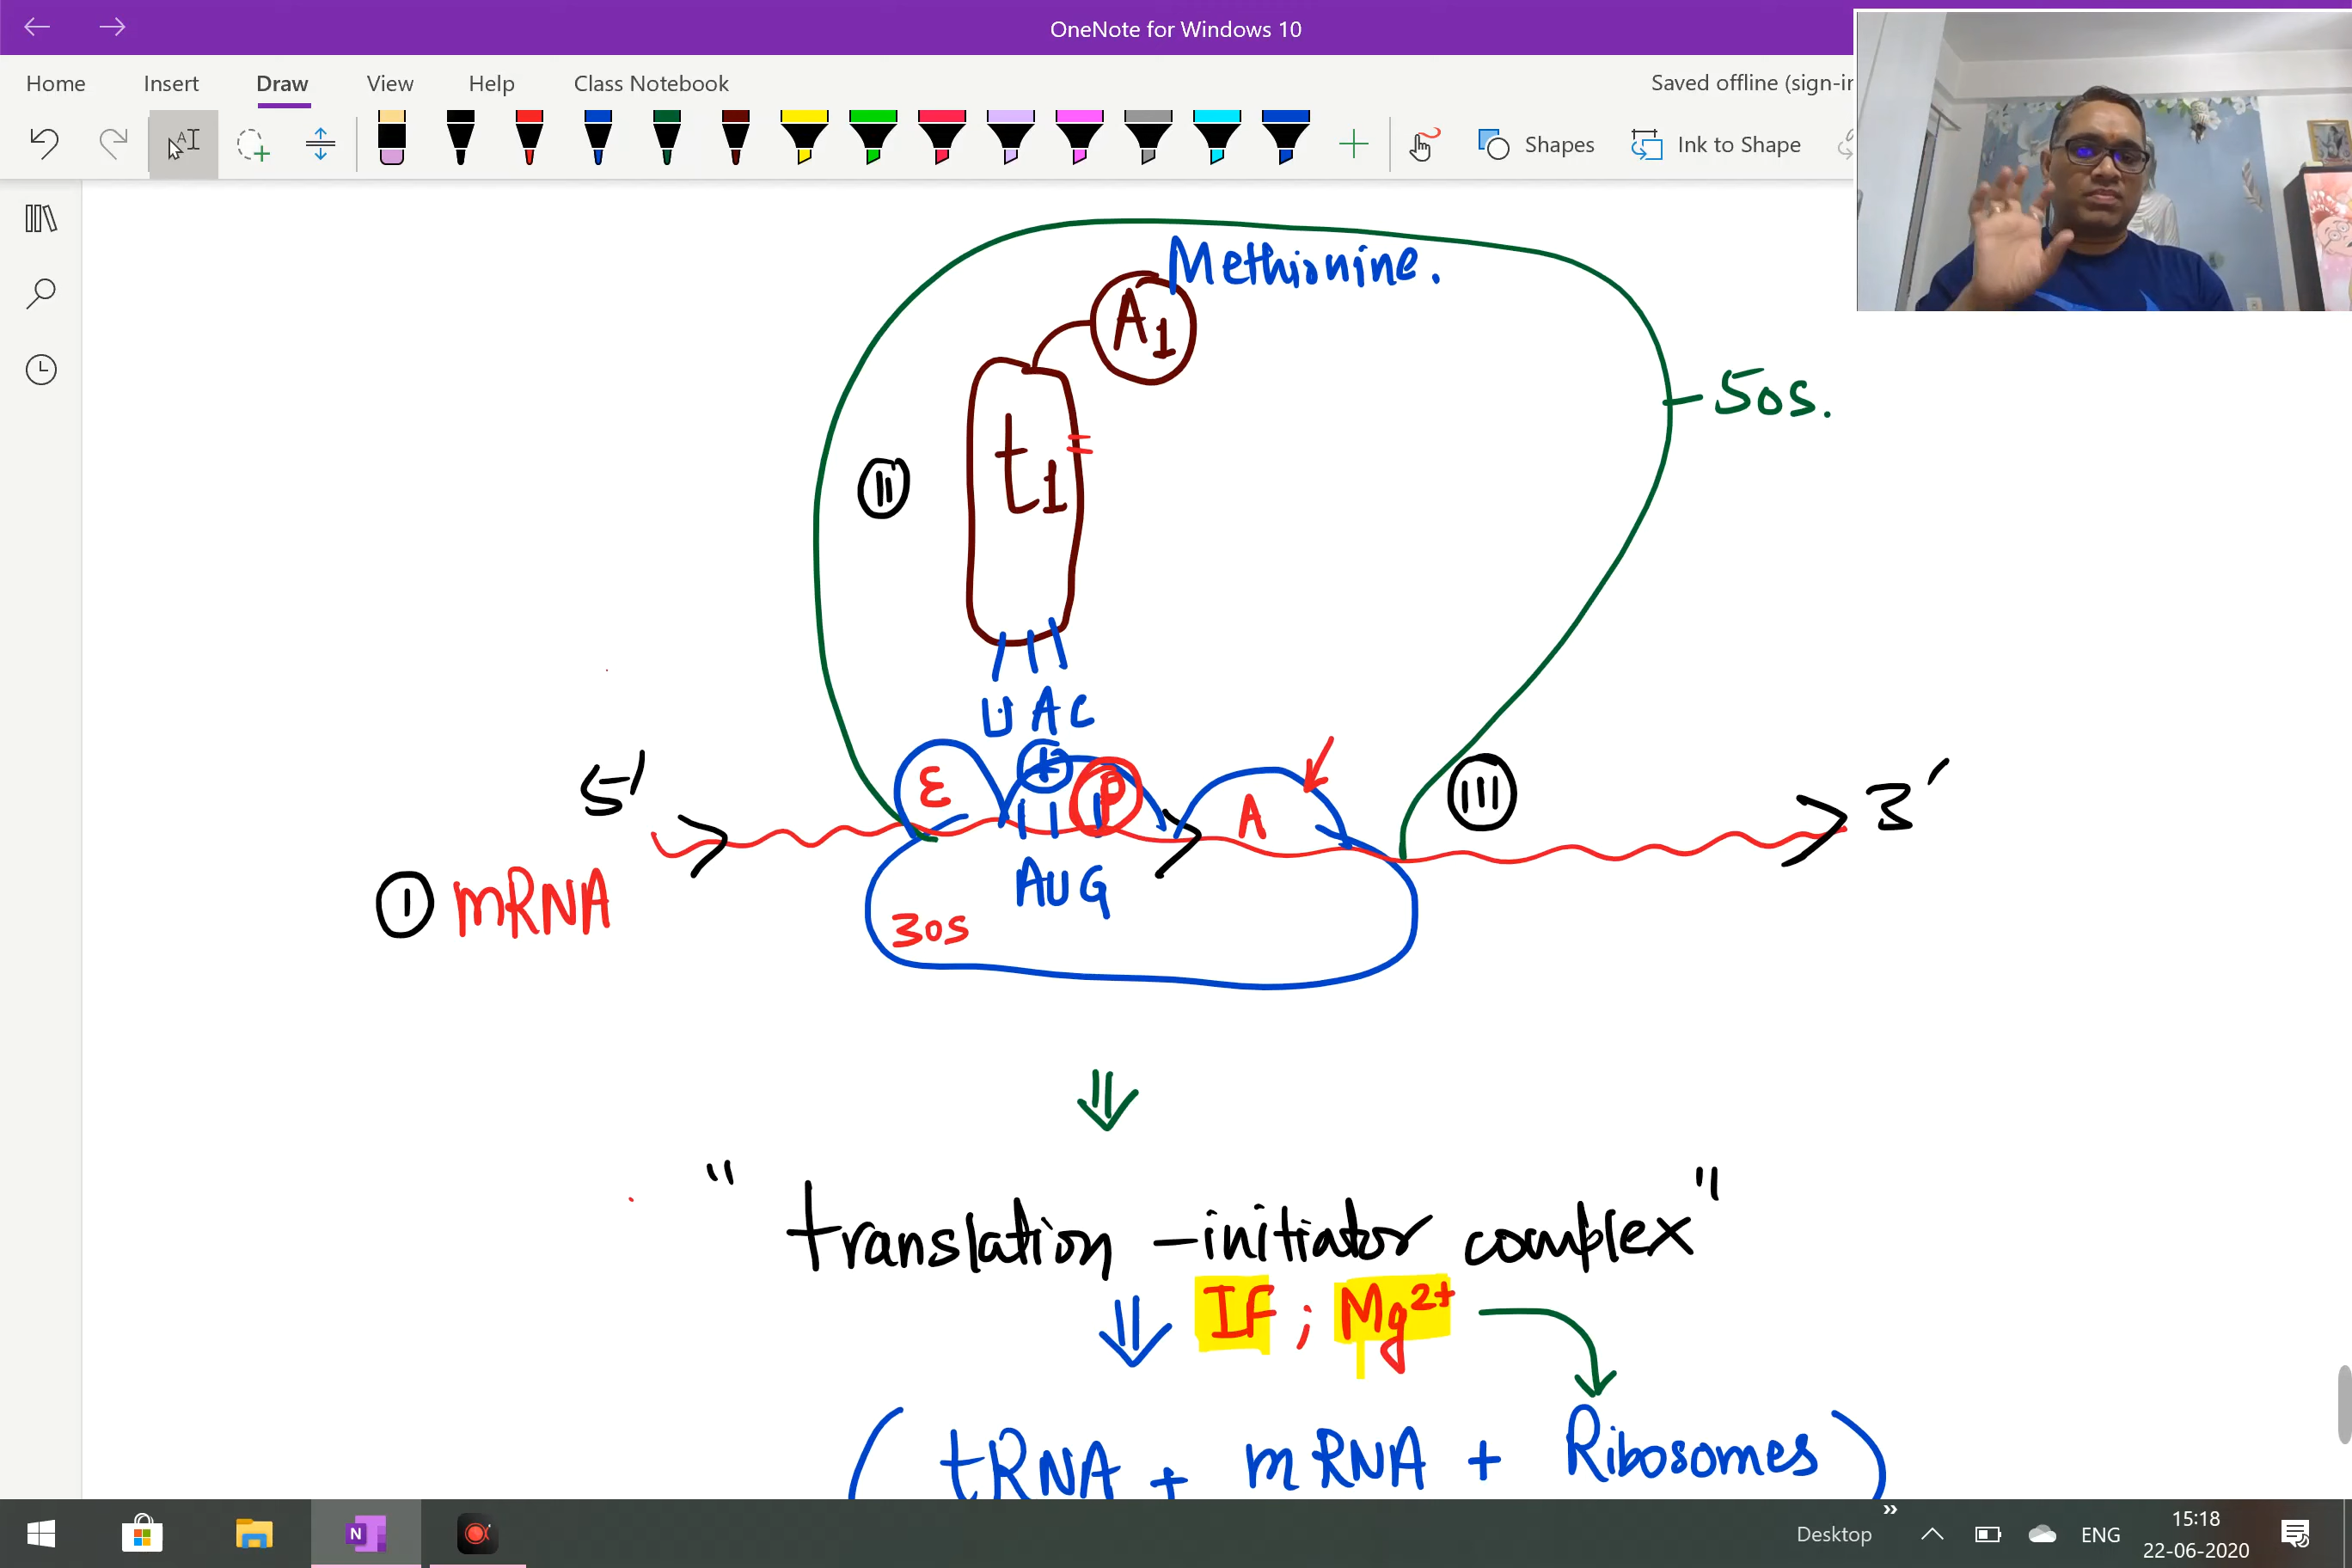 OneNote for Windows 10
Home Insert Draw View Help Class Notebook
Saved offline (sign-in
Shapes Ink to Shape
Methionine.
A1
50s.
II
t1
U A C
5' E P A III 3'
I mRNA
AUG
30s
" translation - initiator complex "
IF ; Mg2+
( tRNA + mRNA + Ribosomes )
Desktop ENG 15:18
22-06-2020